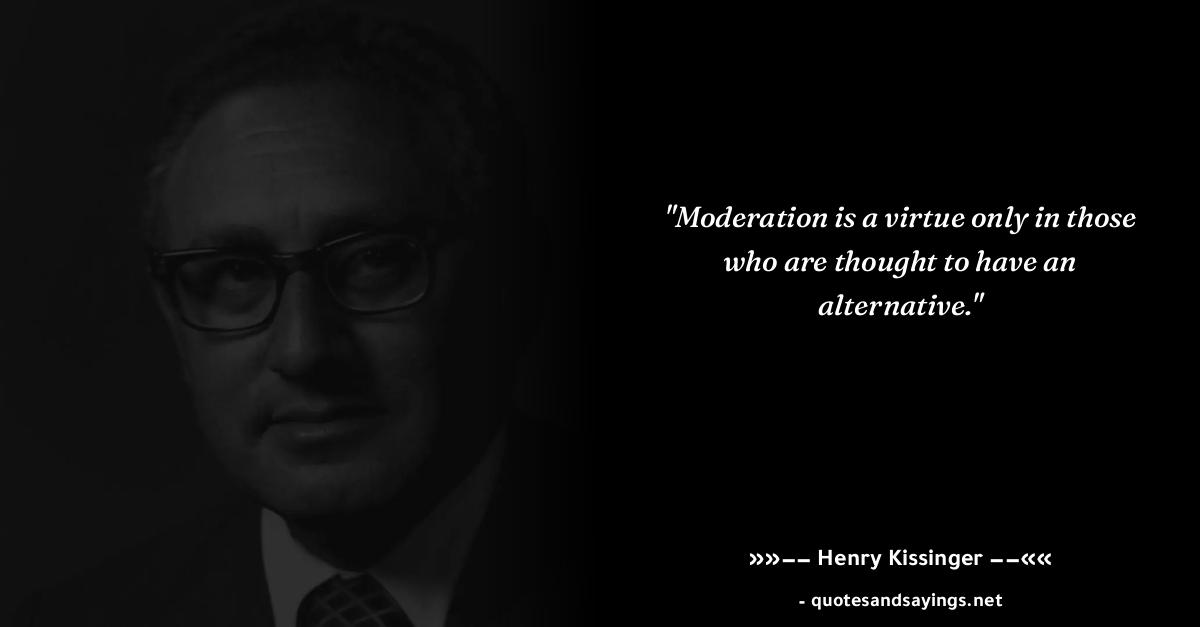 "Moderation is a virtue only in those
who are thought to have an
alternative."
»»−− Henry Kissinger −−««
- quotesandsayings.net